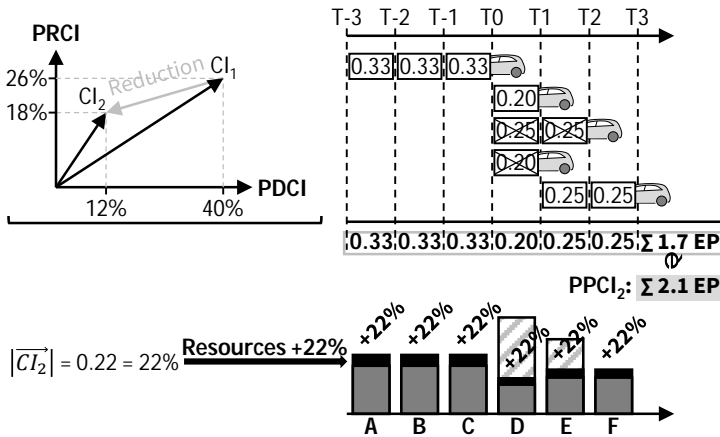 PRCI
26%
18%
CI2
Reduction
CI1
PDCI
12% 40%
T-3 T-2 T-1 T0 T1 T2 T3
0.33 0.33 0.33
0.20
0.25 0.25
0.20
0.25 0.25
0.33 0.33 0.33 0.20 0.25 0.25 ∑ 1.7 EP
PPCI2: ∑ 2.1 EP
|CI2| = 0.22 = 22%
Resources +22%
+22% +22% +22% +22% +22% +22%
A B C D E F